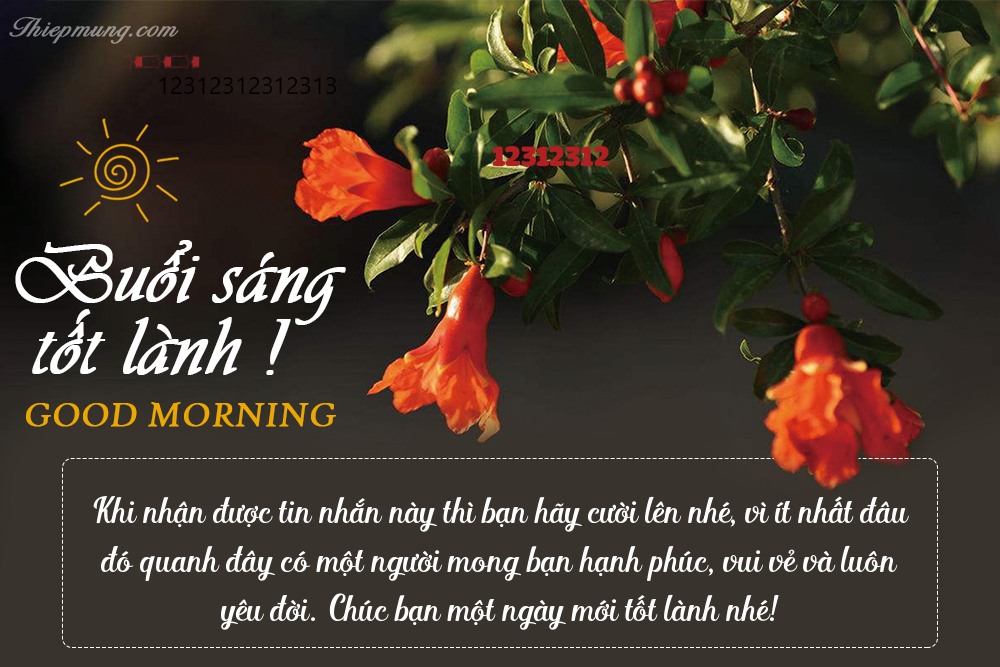 Thiepmung.com
12312312312313
12312312
Buổi sáng
tốt lành !
GOOD MORNING
Khi nhận được tin nhắn này thì bạn hãy cười lên nhé, vì ít nhất đâu
đó quanh đây có một người mong bạn hạnh phúc, vui vẻ và luôn
yêu đời. Chúc bạn một ngày mới tốt lành nhé!